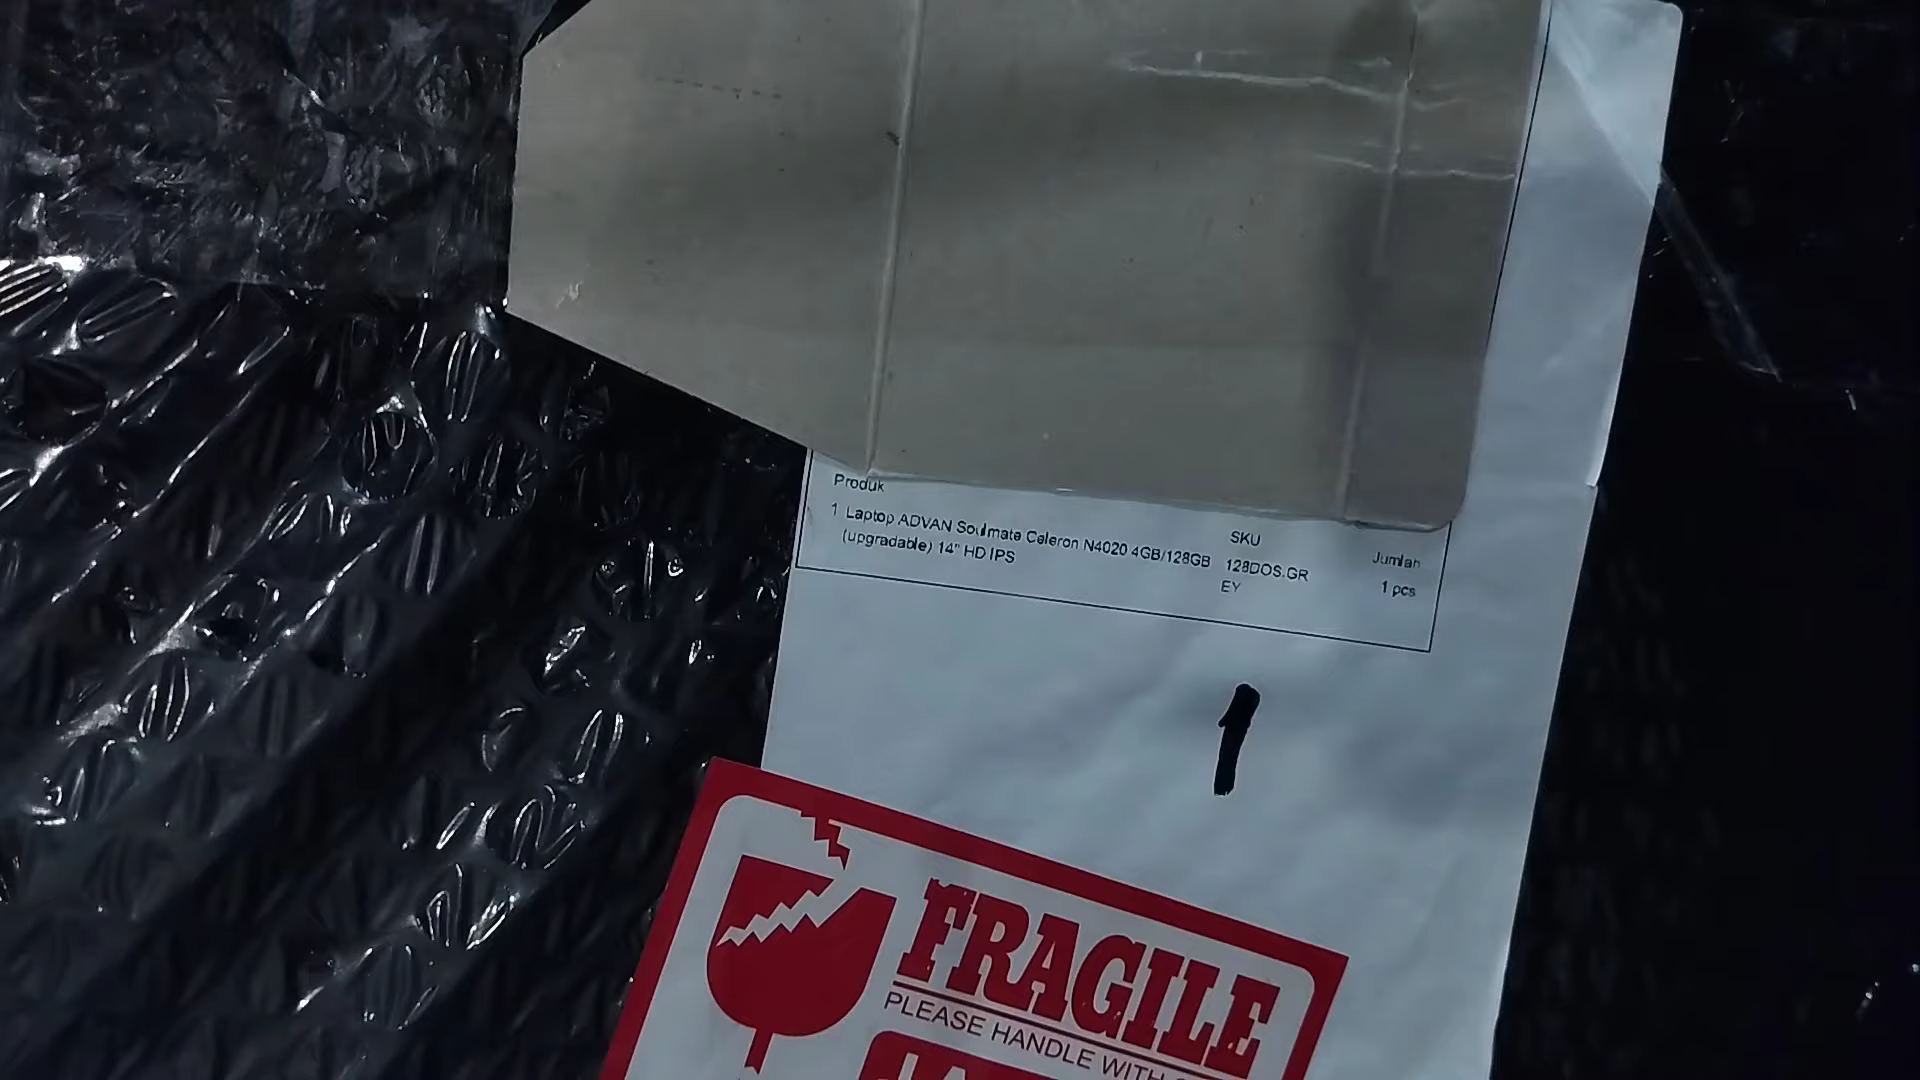 Produk SKU Jumlah
1 Laptop ADVAN Soulmate Celeron N4020 4GB/128GB 128DOS.GR 1 pcs
(upgradable) 14" HD IPS EY
1
FRAGILE
PLEASE HANDLE WITH